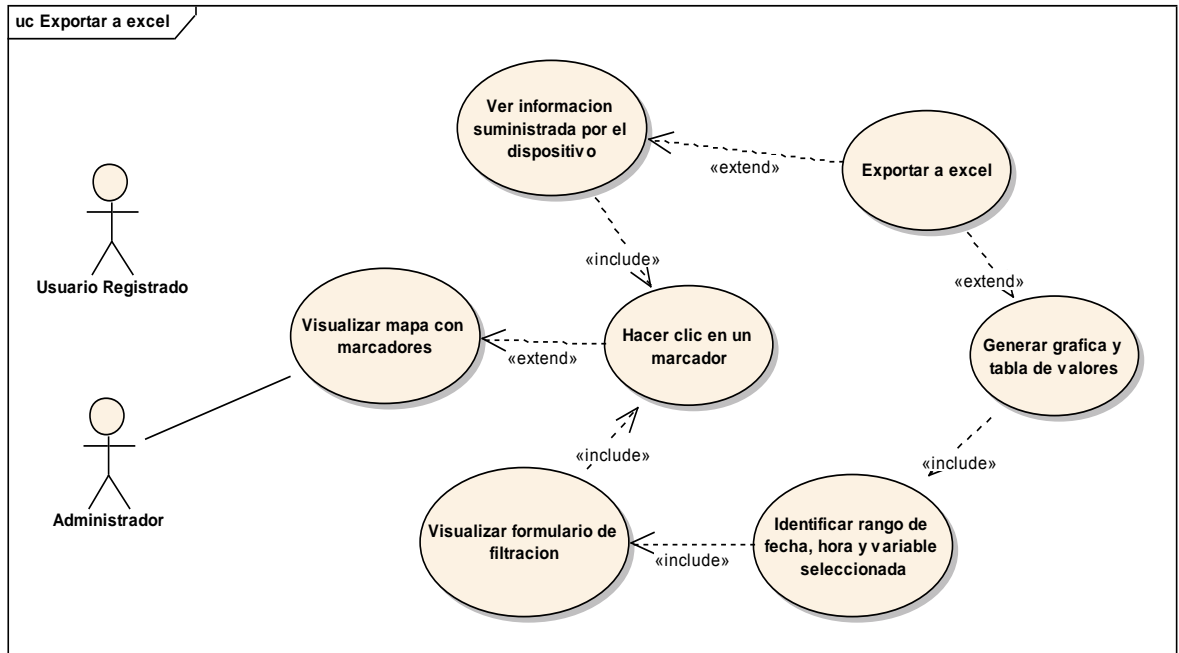 uc Exportar a excel
Ver informacion
suministrada por el
dispositivo
«extend»
Exportar a excel
Usuario Registrado
«include»
«extend»
Visualizar mapa con
marcadores
«extend»
Hacer clic en un
marcador
Generar grafica y
tabla de valores
Administrador
«include»
«include»
Visualizar formulario de
filtracion
«include»
Identificar rango de
fecha, hora y variable
seleccionada